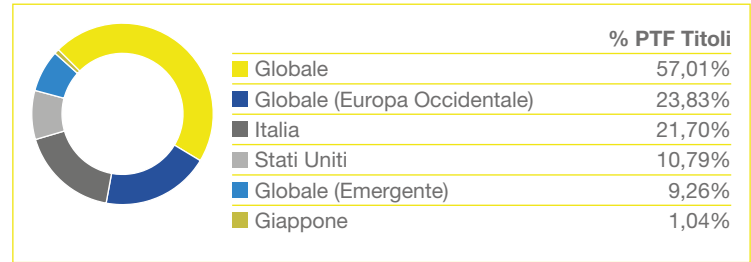 % PTF Titoli
Globale 57,01%
Globale (Europa Occidentale) 23,83%
Italia 21,70%
Stati Uniti 10,79%
Globale (Emergente) 9,26%
Giappone 1,04%